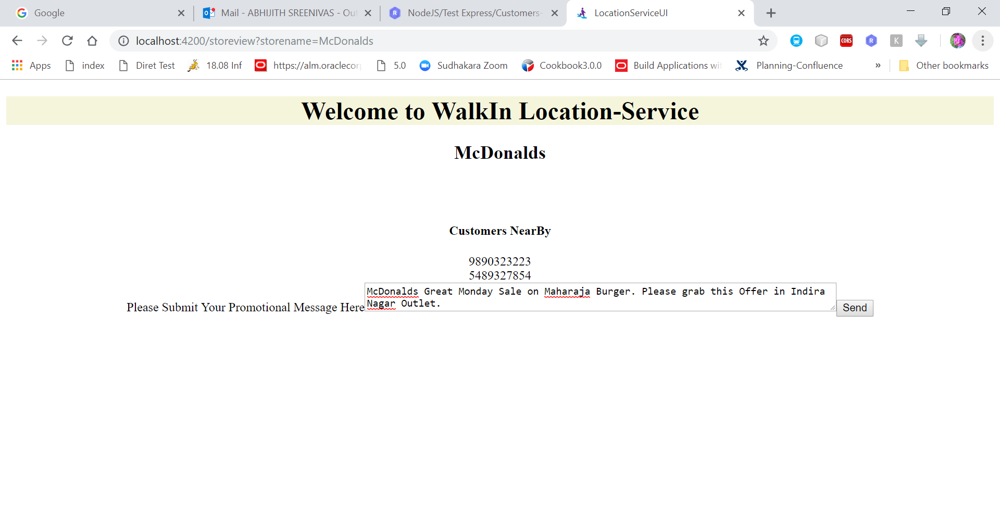 Google
Mail - ABHIJITH SREENIVAS - Out
NodeJS/Test Express/Customers-
LocationServiceUI
localhost:4200/storeview?storename=McDonalds
CORS
R
K
Apps
index
Diret Test
18.08 Inf
https://alm.oraclecorp
5.0
Sudhakara Zoom
Cookbook3.0.0
Build Applications wit
Planning-Confluence
»
Other bookmarks
Welcome to WalkIn Location-Service
McDonalds
Customers NearBy
9890323223
5489327854
McDonalds Great Monday Sale on Maharaja Burger. Please grab this Offer in Indira
Nagar Outlet.
Please Submit Your Promotional Message Here
Send